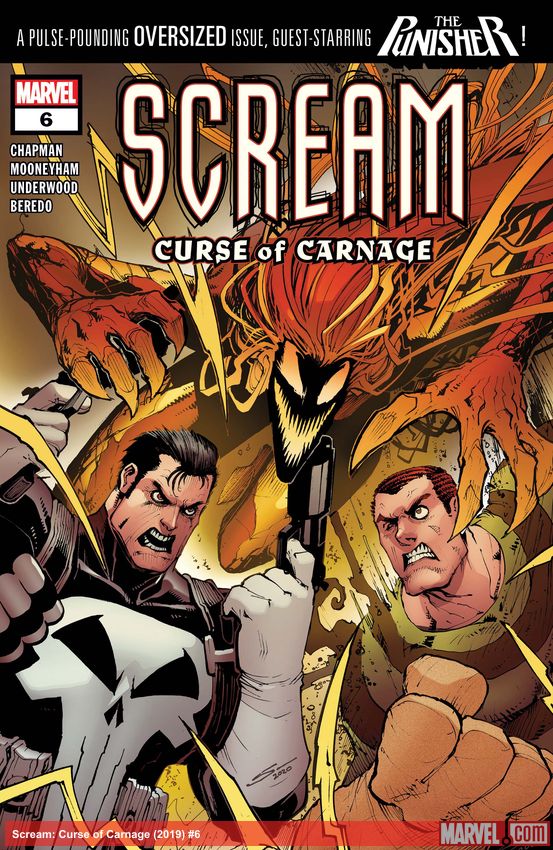 A PULSE-POUNDING OVERSIZED ISSUE, GUEST-STARRING THE PUNISHER!
MARVEL
6
CHAPMAN
MOONEYHAM
UNDERWOOD
BEREDO
SCREAM
CURSE of CARNAGE
2020
Scream: Curse of Carnage (2019) #6
MARVEL.com